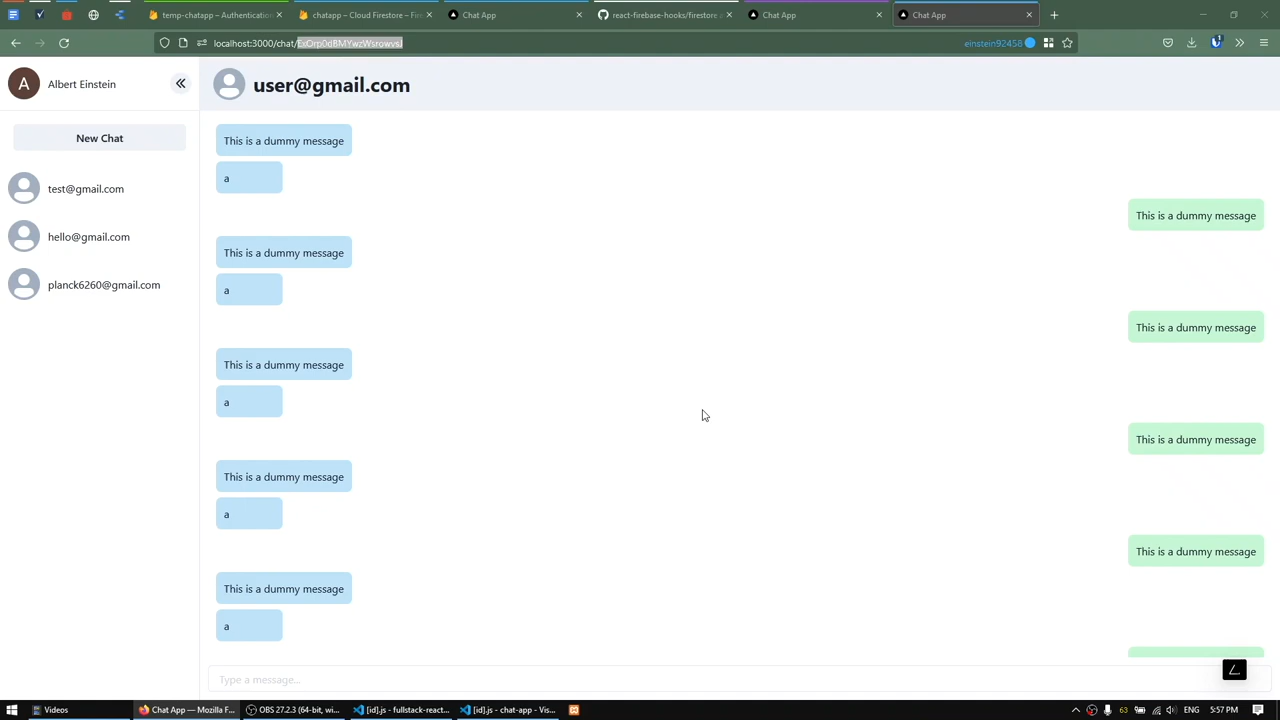 temp-chatapp – Authentication
chatapp – Cloud Firestore – Fire
Chat App
react-firebase-hooks/firestore a
Chat App
Chat App
localhost:3000/chat/
einstein92458
A
Albert Einstein
user@gmail.com
New Chat
test@gmail.com
hello@gmail.com
planck6260@gmail.com
This is a dummy message
a
This is a dummy message
This is a dummy message
a
This is a dummy message
This is a dummy message
a
This is a dummy message
This is a dummy message
a
This is a dummy message
This is a dummy message
a
Type a message...
Videos
Chat App — Mozilla F...
OBS 27.2.3 (64-bit, wi...
[id].js - fullstack-react...
[id].js - chat-app - Vis...
63
ENG
5:57 PM